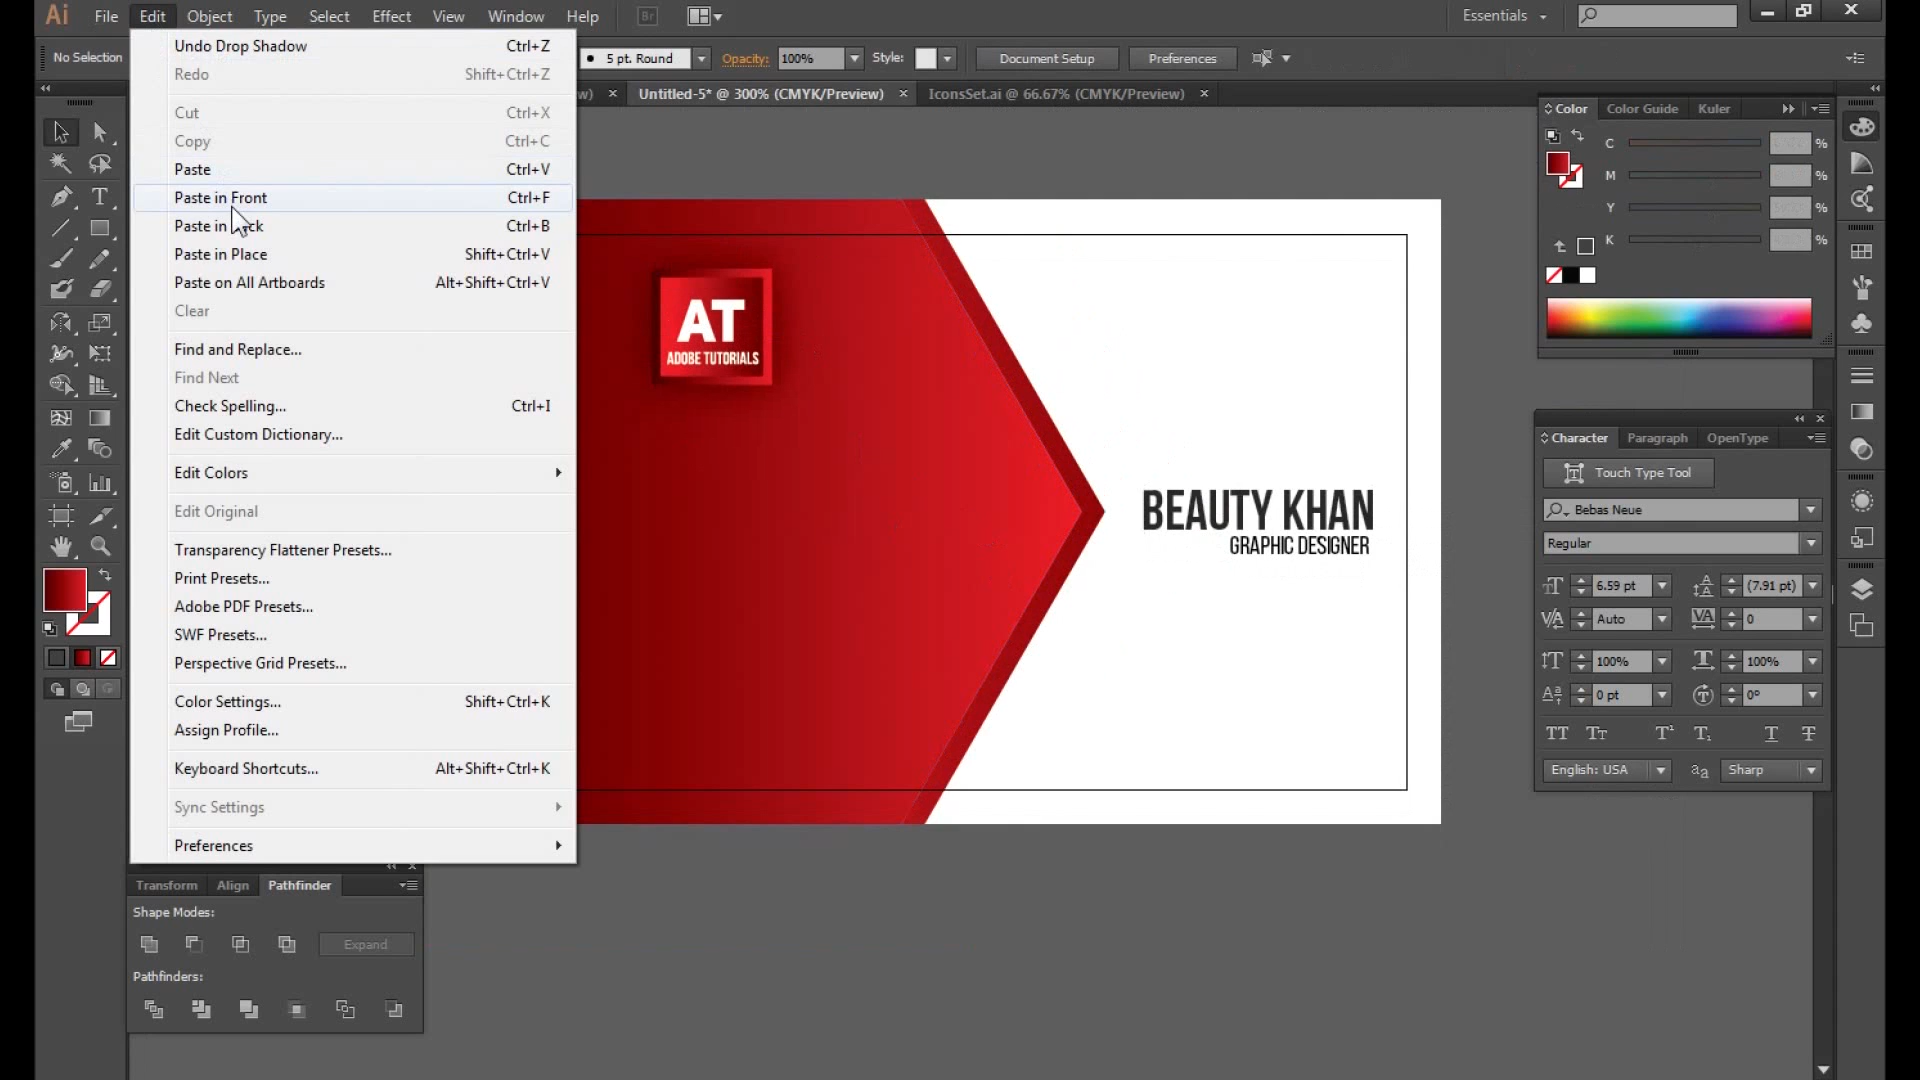 Ai File Edit Object Type Select Effect View Window Help Br Essentials
No Selection 5 pt. Round Opacity: 100% Style: Document Setup Preferences
Untitled-5* @ 300% (CMYK/Preview) × IconsSet.ai @ 66.67% (CMYK/Preview) ×
Undo Drop Shadow Ctrl+Z
Redo Shift+Ctrl+Z
Cut Ctrl+X
Copy Ctrl+C
Paste Ctrl+V
Paste in Front Ctrl+F
Paste in Ctrl+B
Paste in Place Shift+Ctrl+V
Paste on All Artboards Alt+Shift+Ctrl+V
Clear
Find and Replace...
Find Next
Check Spelling... Ctrl+I
Edit Custom Dictionary...
Edit Colors
Edit Original
Transparency Flattener Presets...
Print Presets...
Adobe PDF Presets...
SWF Presets...
Perspective Grid Presets...
Color Settings... Shift+Ctrl+K
Assign Profile...
Keyboard Shortcuts... Alt+Shift+Ctrl+K
Sync Settings
Preferences
Transform Align Pathfinder
Shape Modes:
Expand
Pathfinders:
AT
ADOBE TUTORIALS
BEAUTY KHAN
GRAPHIC DESIGNER
Color Color Guide Kuler
C %
M %
Y %
K %
Character Paragraph OpenType
Touch Type Tool
Bebas Neue
Regular
6.59 pt (7.91 pt)
Auto 0
100% 100%
0 pt 0°
English: USA Sharp